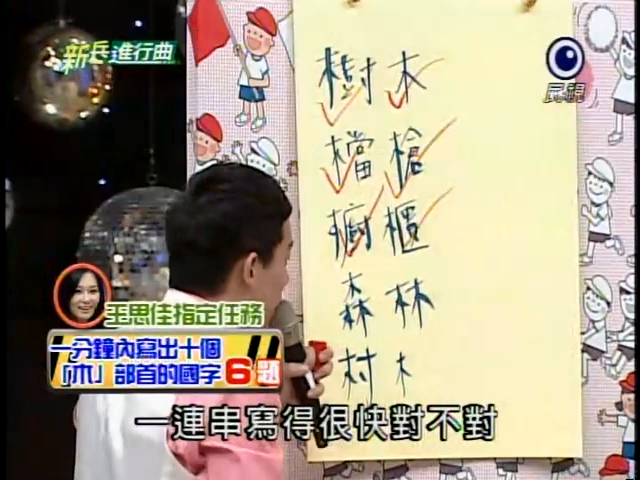 新兵進行曲
民視
樹木
檔槍
櫥櫃
森林
村木
王思佳指定任務
一分鐘內寫出十個
「木」部首的國字 6題
一連串寫得很快對不對